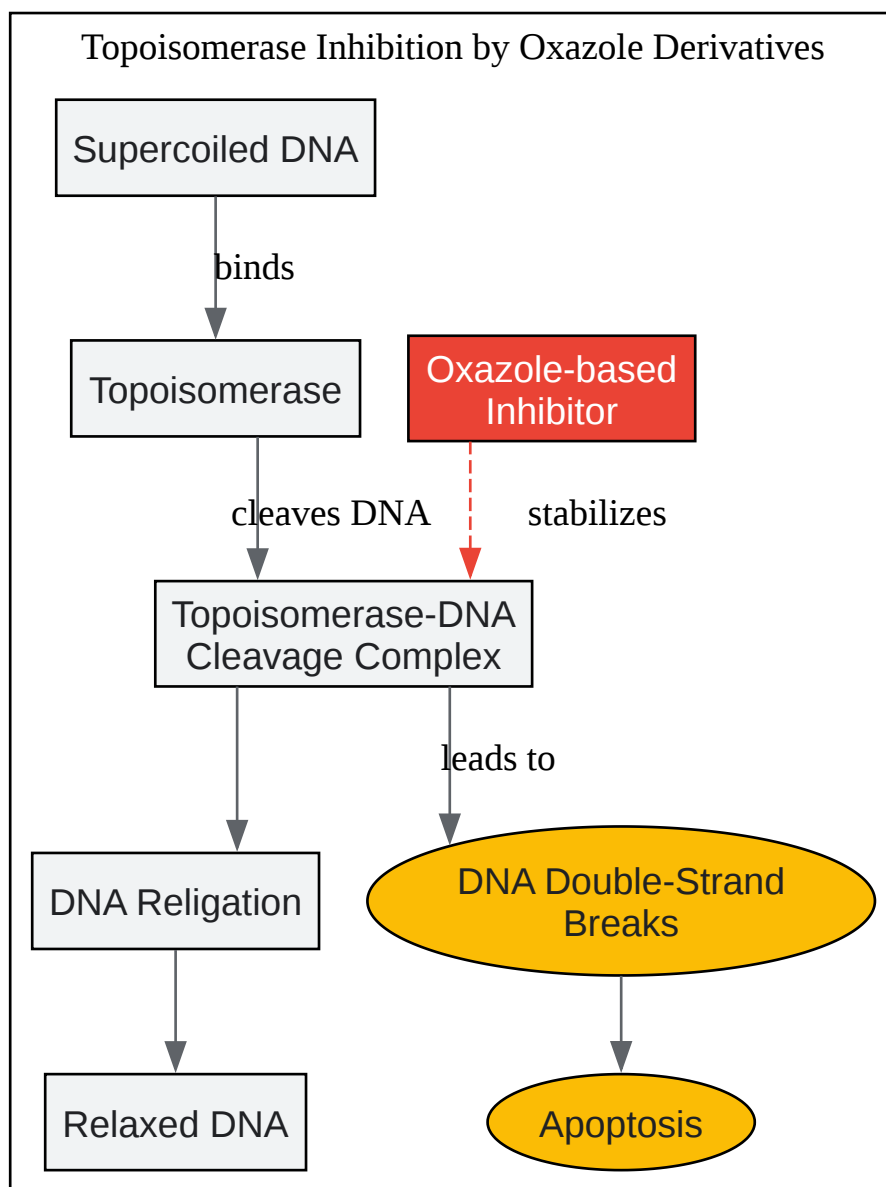 Topoisomerase Inhibition by Oxazole Derivatives
Supercoiled DNA
binds
Topoisomerase
Oxazole-based
Inhibitor
cleaves DNA
stabilizes
Topoisomerase-DNA
Cleavage Complex
leads to
DNA Religation
DNA Double-Strand
Breaks
Relaxed DNA
Apoptosis